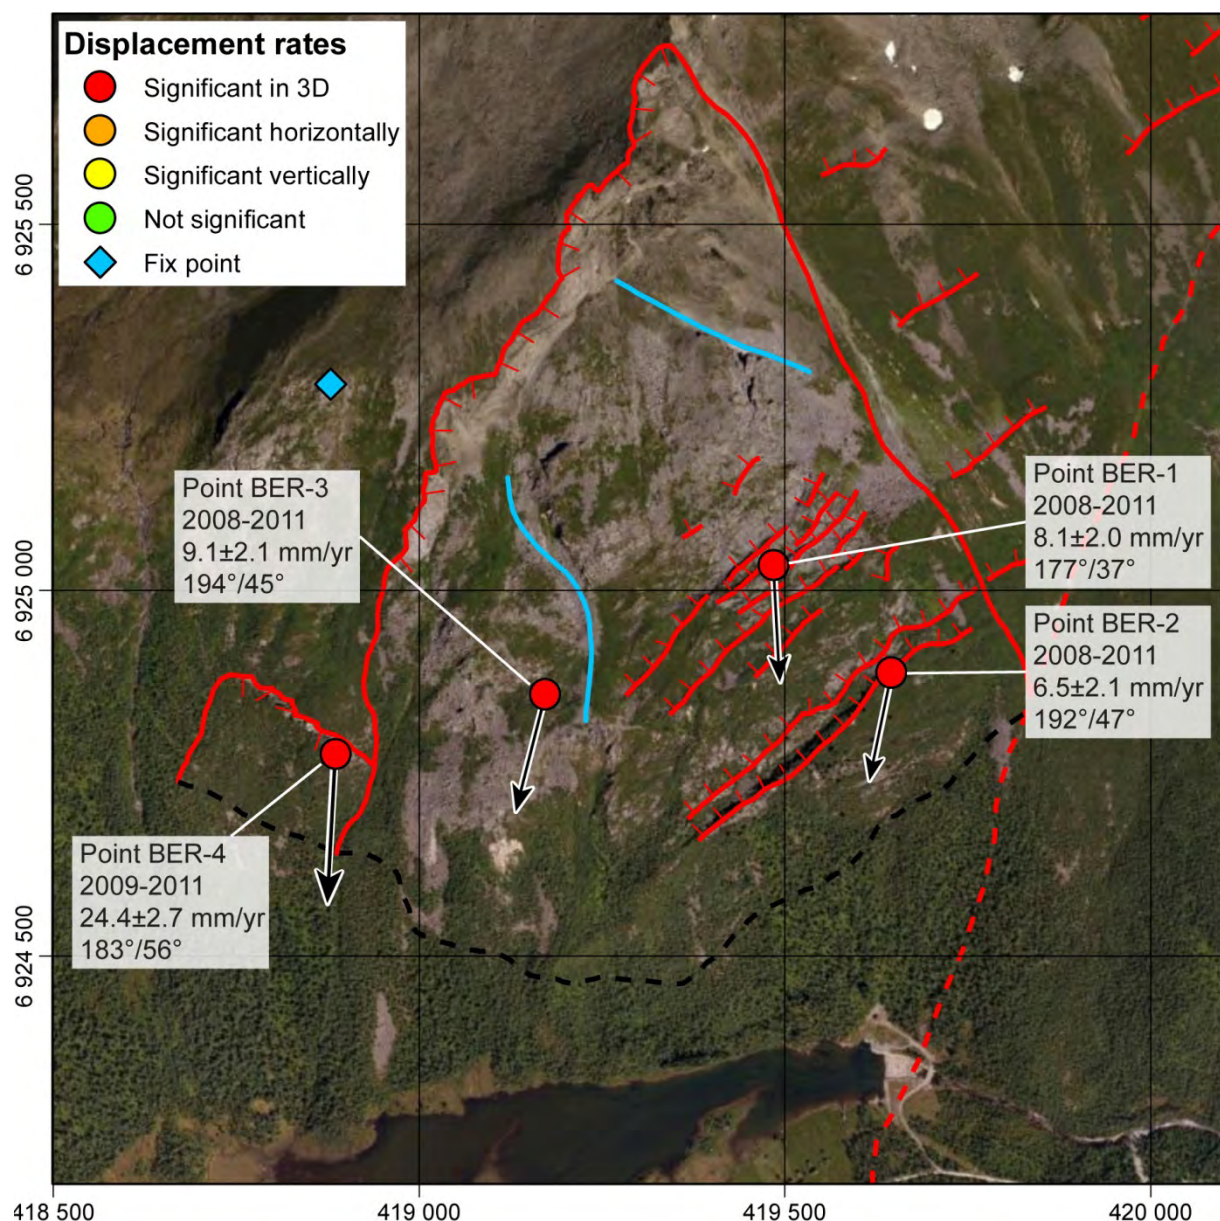 Displacement rates
Significant in 3D
Significant horizontally
Significant vertically
Not significant
Fix point
6 925 500
6 925 000
6 924 500
Point BER-3
2008-2011
9.1±2.1 mm/yr
194°/45°
Point BER-1
2008-2011
8.1±2.0 mm/yr
177°/37°
Point BER-2
2008-2011
6.5±2.1 mm/yr
192°/47°
Point BER-4
2009-2011
24.4±2.7 mm/yr
183°/56°
418 500
419 000
419 500
420 000